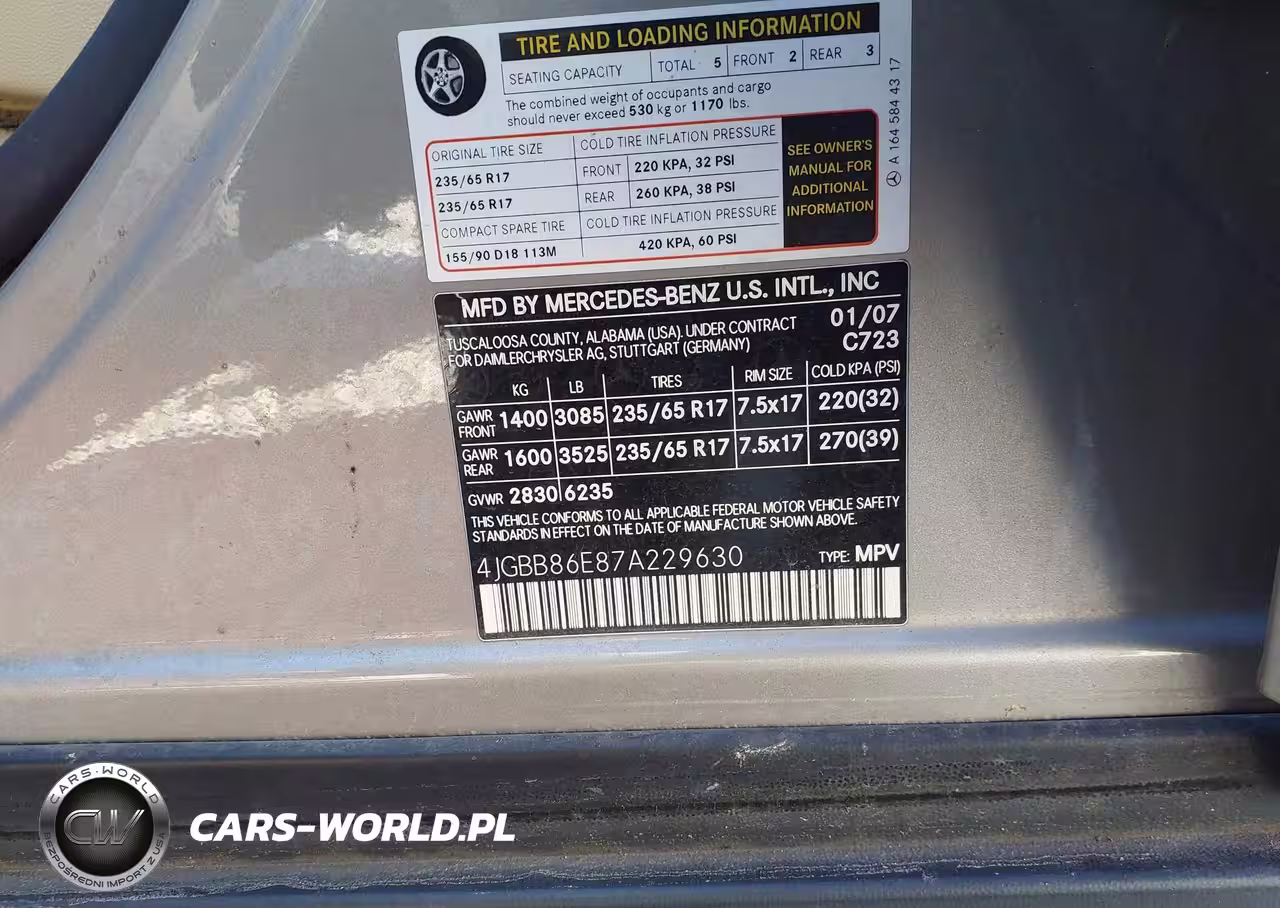 TIRE AND LOADING INFORMATION
SEATING CAPACITY TOTAL 5 FRONT 2 REAR 3
The combined weight of occupants and cargo
should never exceed 530 kg or 1170 lbs.
ORIGINAL TIRE SIZE COLD TIRE INFLATION PRESSURE
235/65 R17 FRONT 220 KPA, 32 PSI
235/65 R17 REAR 260 KPA, 38 PSI
COMPACT SPARE TIRE COLD TIRE INFLATION PRESSURE
155/90 D18 113M 420 KPA, 60 PSI
SEE OWNER'S
MANUAL FOR
ADDITIONAL
INFORMATION
A 164 584 43 17
MFD BY MERCEDES-BENZ U.S. INTL., INC
TUSCALOOSA COUNTY, ALABAMA (USA). UNDER CONTRACT 01/07
FOR DAIMLERCHRYSLER AG, STUTTGART (GERMANY) C723
KG LB TIRES RIM SIZE COLD KPA (PSI)
GAWR FRONT 1400 3085 235/65 R17 7.5x17 220(32)
GAWR REAR 1600 3525 235/65 R17 7.5x17 270(39)
GVWR 2830 6235
THIS VEHICLE CONFORMS TO ALL APPLICABLE FEDERAL MOTOR VEHICLE SAFETY
STANDARDS IN EFFECT ON THE DATE OF MANUFACTURE SHOWN ABOVE.
4JGBB86E87A229630 TYPE: MPV
CARS-WORLD
CW
BEZPOŚREDNI IMPORT Z USA
CARS-WORLD.PL